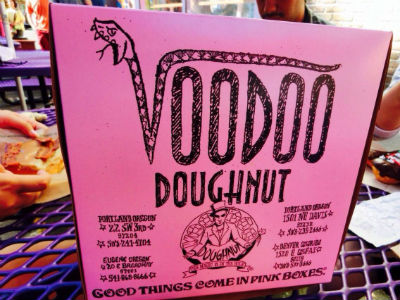 VOODOO
DOUGHNUT
PORTLAND OREGON
22 SW 3RD
97204
503-241-4704
EUGENE OREGON
20 E BROADWAY
97401
541-868-8666
PORTLAND OREGON
1501 NE DAVIS
97232
503-235-2666
DENVER COLORADO
1520 E COLFAX
DOUGHNUT
GOOD THINGS COME IN PINK BOXES